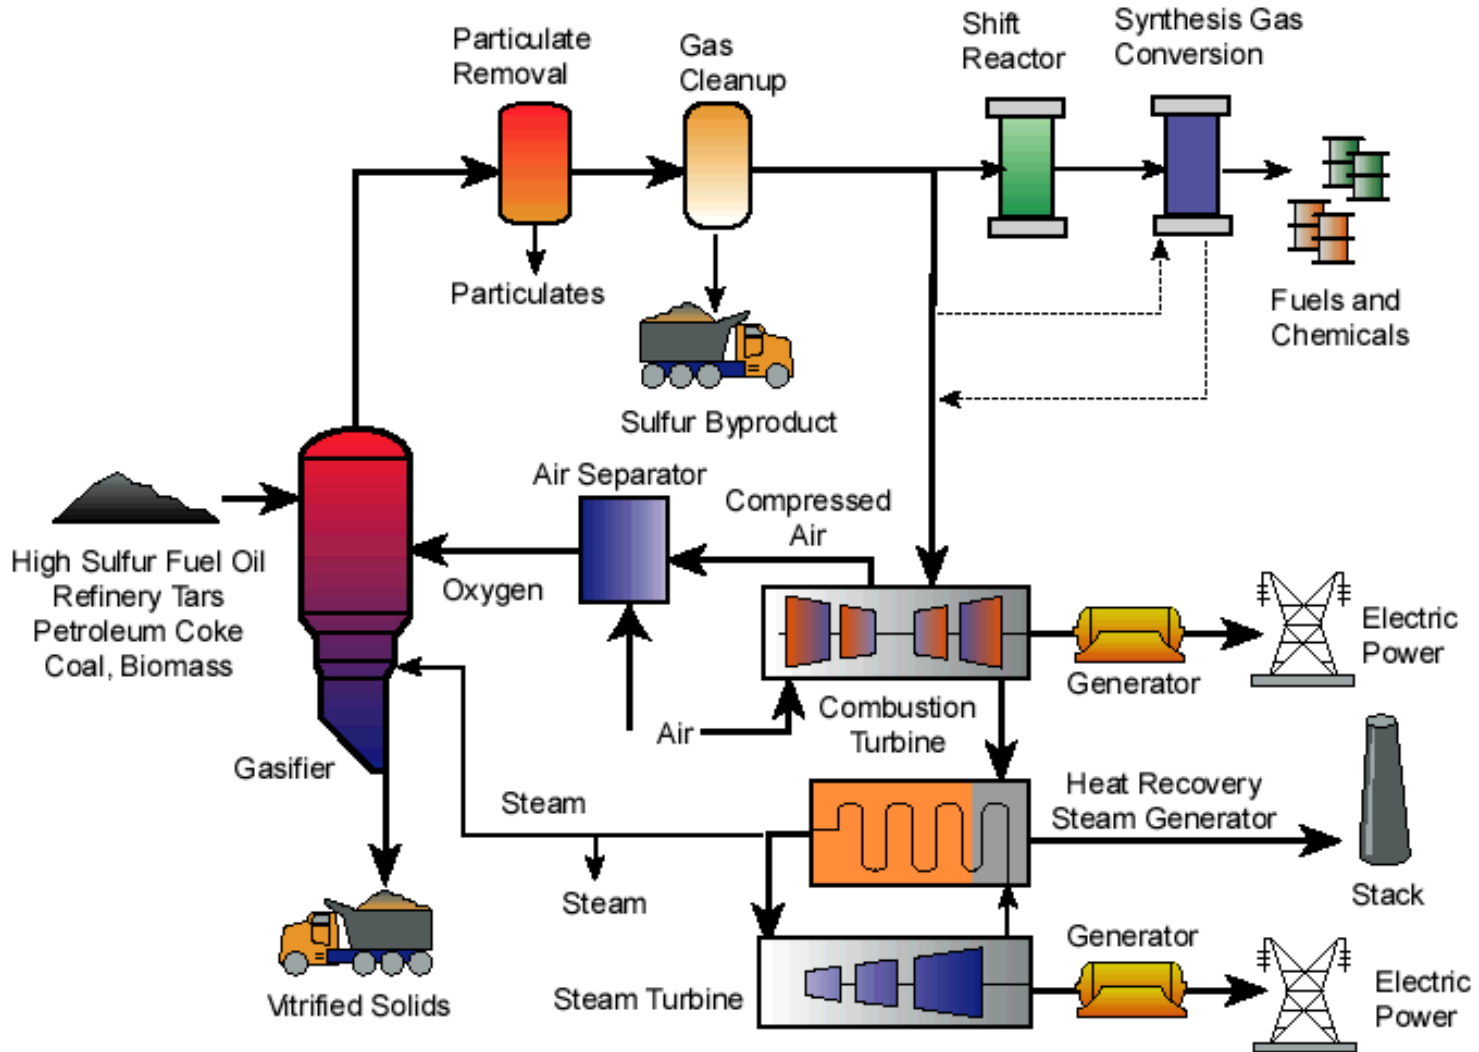 Particulate
Removal
Gas
Cleanup
Shift
Reactor
Synthesis Gas
Conversion
Particulates
Fuels and
Chemicals
Sulfur Byproduct
Air Separator
Compressed
Air
High Sulfur Fuel Oil
Refinery Tars
Petroleum Coke
Coal, Biomass
Oxygen
Electric
Power
Generator
Air
Combustion
Turbine
Gasifier
Steam
Heat Recovery
Steam Generator
Steam
Stack
Generator
Vitrified Solids
Steam Turbine
Electric
Power